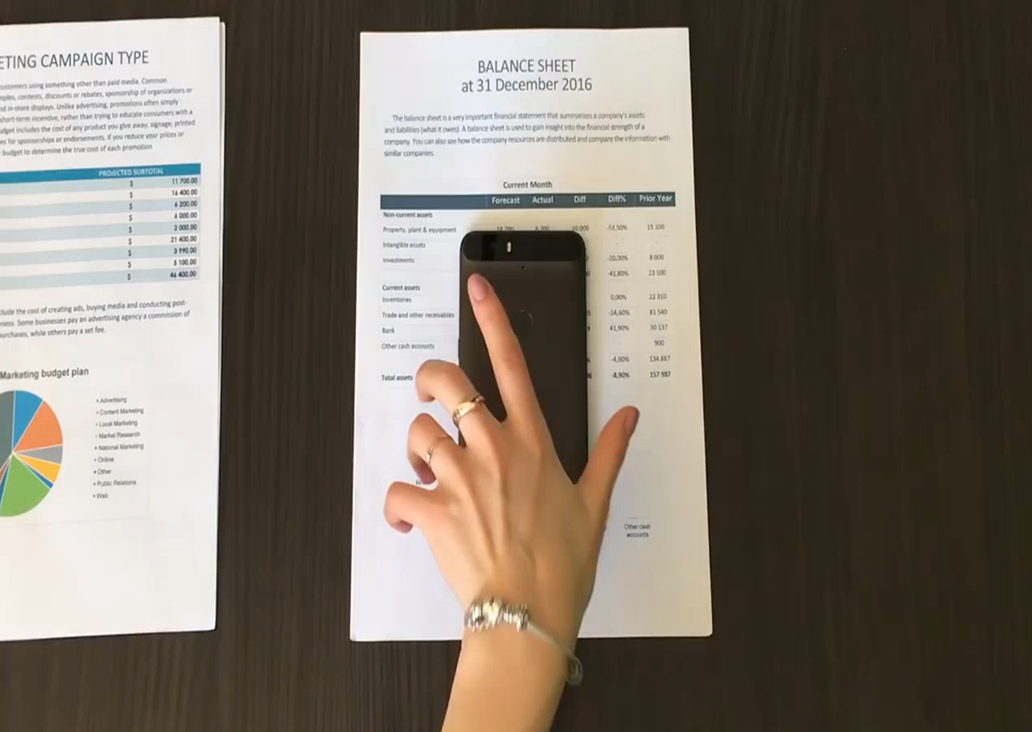 ETING CAMPAIGN TYPE
customers using something other than paid media. Common
ples, contests, discounts or rebates, sponsorship of organizations or
nd in-store displays. Unlike advertising, promotions often simply
short-term incentive, rather than trying to educate consumers with a
dget includes the cost of any product you give away, signage, printed
es for sponsorships or endorsements. If you reduce your prices or
budget to determine the true cost of each promotion
PROJECTED SUBTOTAL
$ 11 700,00
$ 16 400,00
$ 6 200,00
$ 6 000,00
$ 2 000,00
$ 21 400,00
$ 3 990,00
$ 5 100,00
$ 46 400,00
clude the cost of creating ads, buying media and conducting post-
ness. Some businesses pay an advertising agency a commission of
purchases, while others pay a set fee.
Marketing budget plan
• Advertising
• Content Marketing
• Local Marketing
• Market Research
• National Marketing
• Online
• Other
• Public Relations
• Web
BALANCE SHEET
at 31 December 2016
The balance sheet is a very important financial statement that summarizes a company's assets
and liabilities (what it owes). A balance sheet is used to gain insight into the financial strength of a
company. You can also see how the company resources are distributed and compare the information with
similar companies.
Current Month
Forecast Actual Diff Diff% Prior Year
Non-current assets
Property, plant & equipment -53,50% 15 100
Intangible assets
Investments -20,00% 8 000
-41,80% 23 100
Current assets
Inventories 0,00% 22 310
Trade and other receivables -24,60% 81 540
Bank 41,90% 30 137
Other cash accounts 900
-4,00% 134 887
Total assets -8,90% 157 987
Other cash
accounts